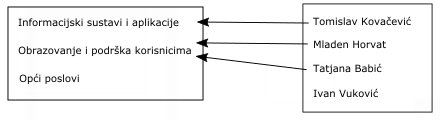 Informacijski sustavi i aplikacije
Obrazovanje i podrška korisnicima
Opći poslovi
Tomislav Kovačević
Mladen Horvat
Tatjana Babić
Ivan Vuković